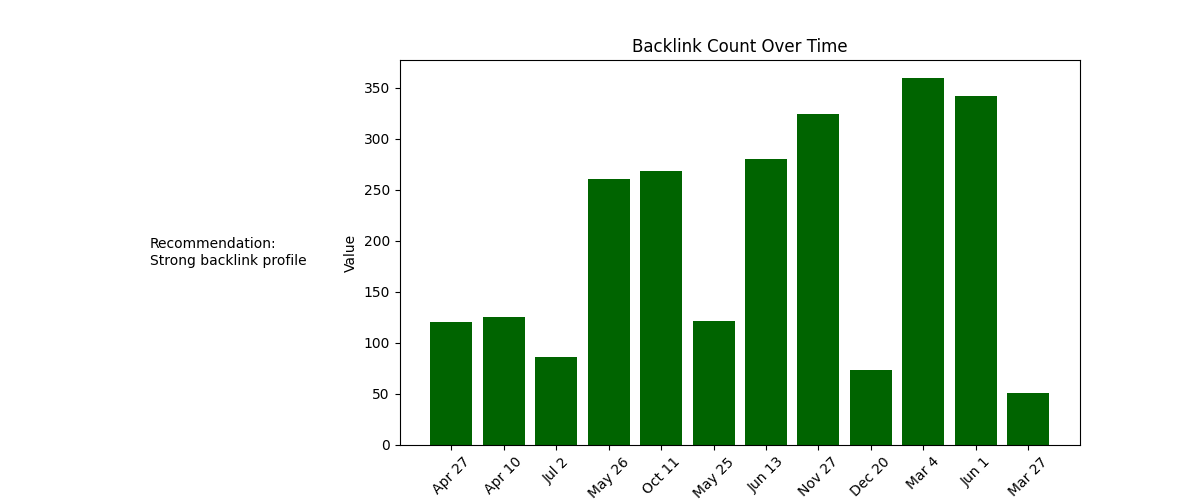 Backlink Count Over Time
Recommendation:
Strong backlink profile
Value
350
300
250
200
150
100
50
0
Apr 27
Apr 10
Jul 2
May 26
Oct 11
May 25
Jun 13
Nov 27
Dec 20
Mar 4
Jun 1
Mar 27